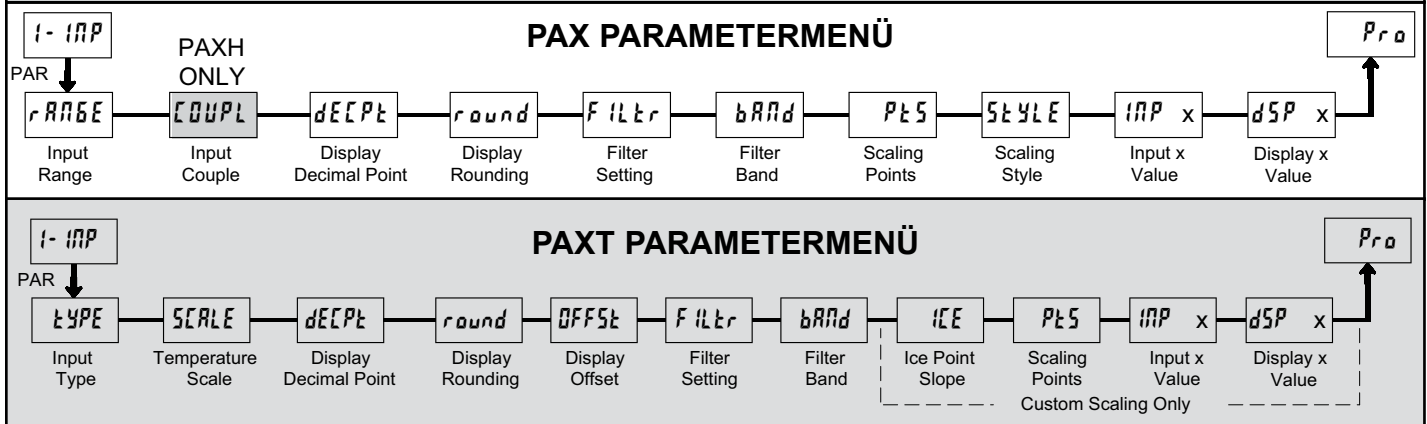 1-INP
PAX PARAMETERMENÜ
Pro
PAXH
ONLY
PAR
rANGE
COUPL
dECPt
round
FILtr
bANd
PtS
StYLE
INP x
dSP x
Input
Range
Input
Couple
Display
Decimal Point
Display
Rounding
Filter
Setting
Filter
Band
Scaling
Points
Scaling
Style
Input x
Value
Display x
Value
1-INP
PAXT PARAMETERMENÜ
Pro
PAR
tYPE
SCALE
dECPt
round
OFFSt
FILtr
bANd
ICE
PtS
INP x
dSP x
Input
Type
Temperature
Scale
Display
Decimal Point
Display
Rounding
Display
Offset
Filter
Setting
Filter
Band
Ice Point
Slope
Scaling
Points
Input x
Value
Display x
Value
Custom Scaling Only